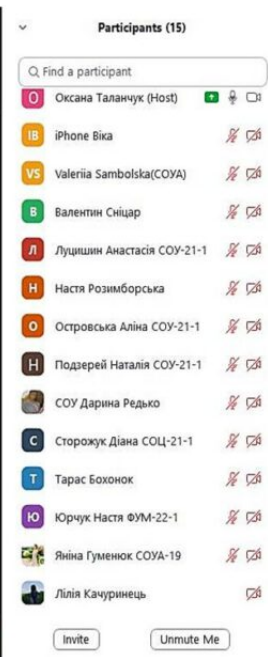 Participants (15)
Find a participant
О Оксана Таланчук (Host)
IB iPhone Віка
VS Valeriia Sambolska(СОУА)
В Валентин Сніцар
Л Луцишин Анастасія СОУ-21-1
Н Настя Розимборська
О Островська Аліна СОУ-21-1
П Подзерей Наталія СОУ-21-1
СОУ Дарина Редько
С Сторожук Діана СОЦ-21-1
Т Тарас Бохонок
Ю Юрчук Настя ФУМ-22-1
Яніна Гуменюк СОУА-19
Лілія Качуринець
Invite Unmute Me